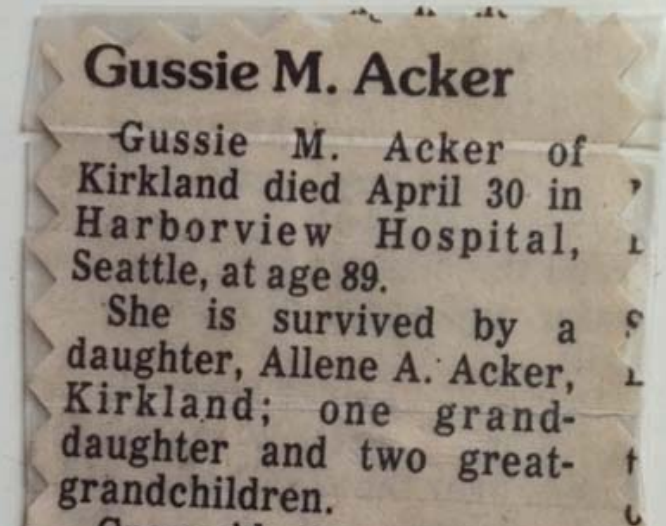 Gussie M. Acker
Gussie M. Acker of
Kirkland died April 30 in
Harborview Hospital,
Seattle, at age 89.
She is survived by a
daughter, Allene A. Acker,
Kirkland; one grand-
daughter and two great-
grandchildren.